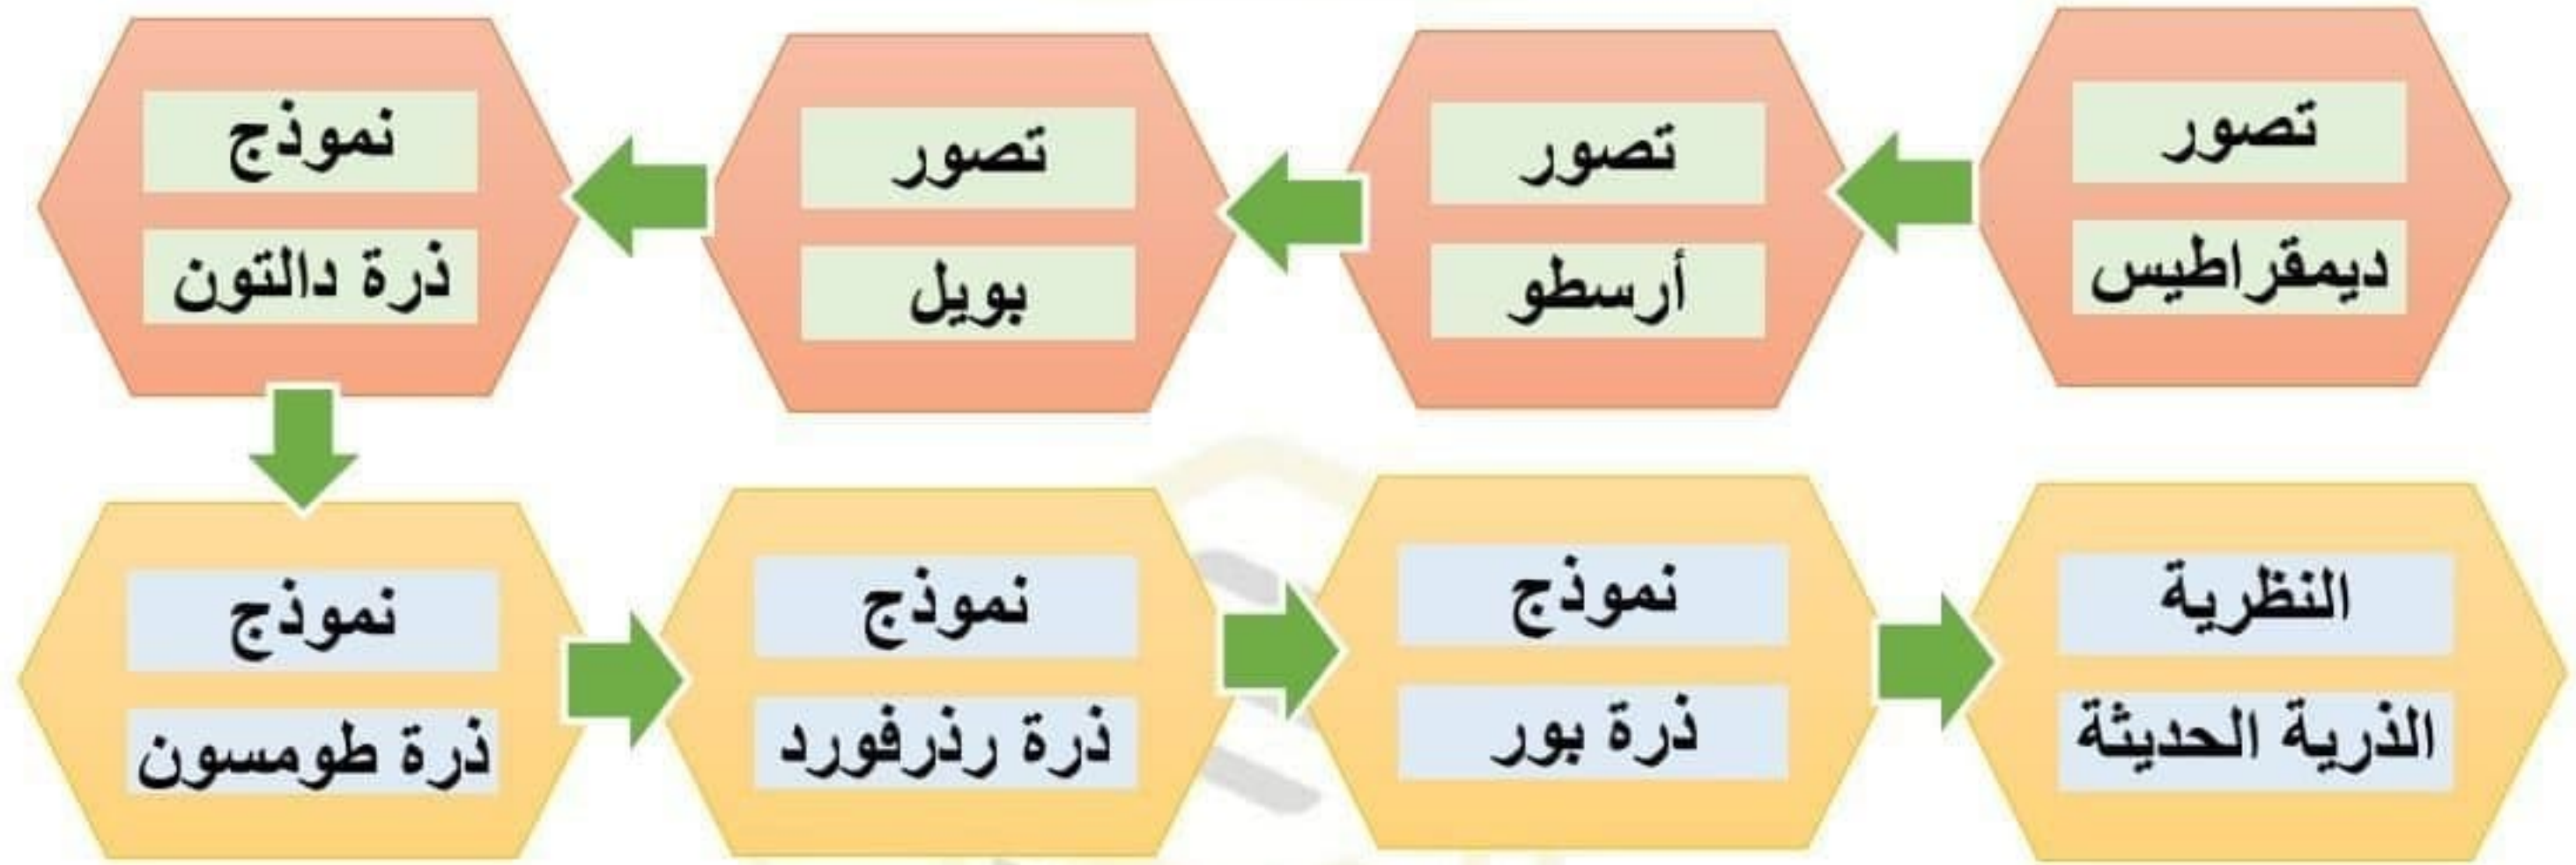 تصور
ديمقراطيس
تصور
أرسطو
تصور
بويل
نموذج
ذرة دالتون
نموذج
ذرة طومسون
نموذج
ذرة رذرفورد
نموذج
ذرة بور
النظرية
الذرية الحديثة